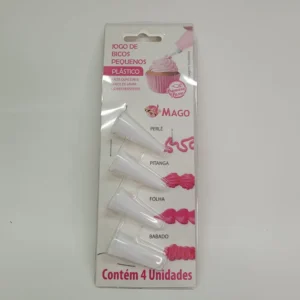 JOGO DE
BICOS
PEQUENOS
PLÁSTICO
MAGO
PERLÊ
PITANGA
FOLHA
BABADO
Contém 4 Unidades